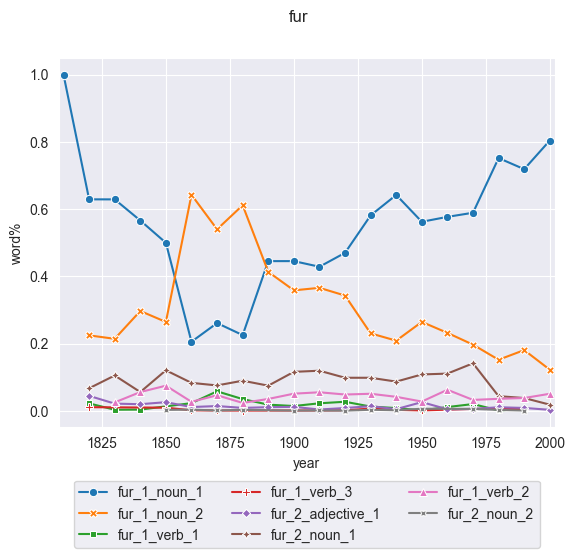 fur
1.0
0.8
0.6
0.4
0.2
0.0
word%
1825 1850 1875 1900 1925 1950 1975 2000
year
fur_1_noun_1 fur_1_verb_3 fur_1_verb_2
fur_1_noun_2 fur_2_adjective_1 fur_2_noun_2
fur_1_verb_1 fur_2_noun_1